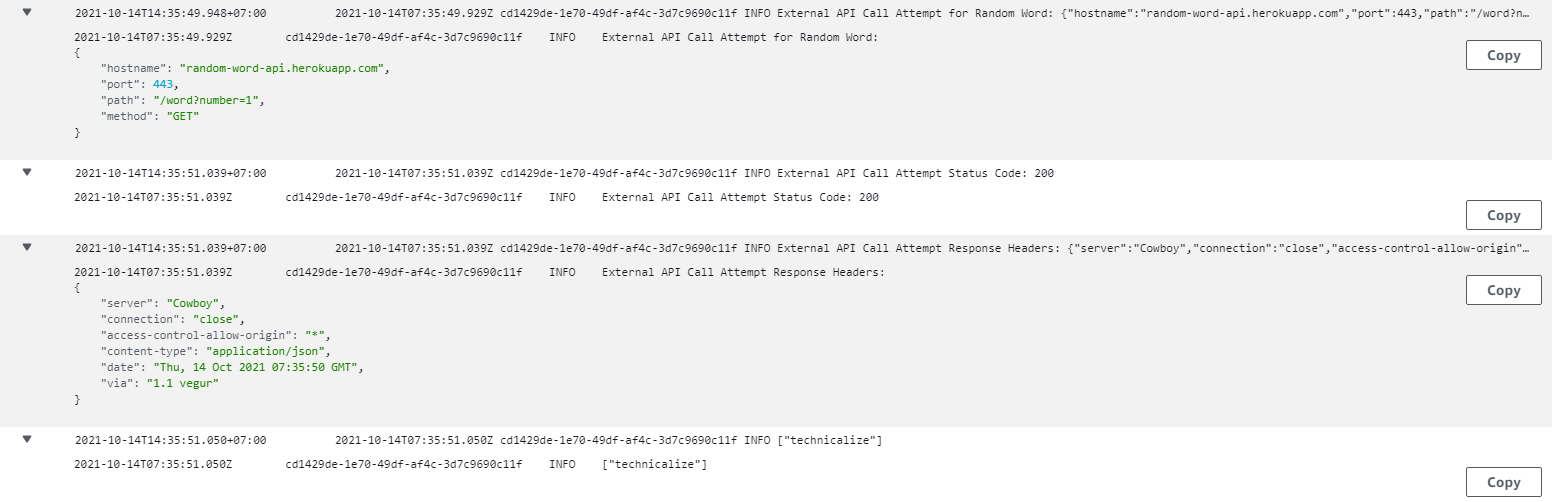 2021-10-14T14:35:49.948+07:00 2021-10-14T07:35:49.929Z cd1429de-1e70-49df-af4c-3d7c9690c11f INFO External API Call Attempt for Random Word: {"hostname":"random-word-api.herokuapp.com","port":443,"path":"/word?n…
2021-10-14T07:35:49.929Z cd1429de-1e70-49df-af4c-3d7c9690c11f INFO External API Call Attempt for Random Word:
Copy
{
"hostname": "random-word-api.herokuapp.com",
"port": 443,
"path": "/word?number=1",
"method": "GET"
}
2021-10-14T14:35:51.039+07:00 2021-10-14T07:35:51.039Z cd1429de-1e70-49df-af4c-3d7c9690c11f INFO External API Call Attempt Status Code: 200
2021-10-14T07:35:51.039Z cd1429de-1e70-49df-af4c-3d7c9690c11f INFO External API Call Attempt Status Code: 200
Copy
2021-10-14T14:35:51.039+07:00 2021-10-14T07:35:51.039Z cd1429de-1e70-49df-af4c-3d7c9690c11f INFO External API Call Attempt Response Headers: {"server":"Cowboy","connection":"close","access-control-allow-origin"…
2021-10-14T07:35:51.039Z cd1429de-1e70-49df-af4c-3d7c9690c11f INFO External API Call Attempt Response Headers:
Copy
{
"server": "Cowboy",
"connection": "close",
"access-control-allow-origin": "*",
"content-type": "application/json",
"date": "Thu, 14 Oct 2021 07:35:50 GMT",
"via": "1.1 vegur"
}
2021-10-14T14:35:51.050+07:00 2021-10-14T07:35:51.050Z cd1429de-1e70-49df-af4c-3d7c9690c11f INFO ["technicalize"]
2021-10-14T07:35:51.050Z cd1429de-1e70-49df-af4c-3d7c9690c11f INFO ["technicalize"]
Copy